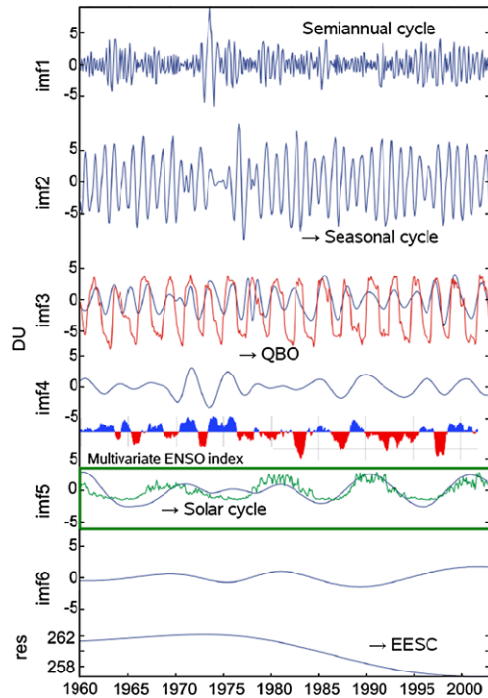 Semiannual cycle
5
0
-5
imf1
5
0
-5
imf2
→ Seasonal cycle
5
0
-5
imf3
DU
→ QBO
5
0
-5
imf4
5
Multivariate ENSO index
0
-5
imf5
→ Solar cycle
5
0
-5
imf6
262
258
res
→ EESC
1960 1965 1970 1975 1980 1985 1990 1995 2000